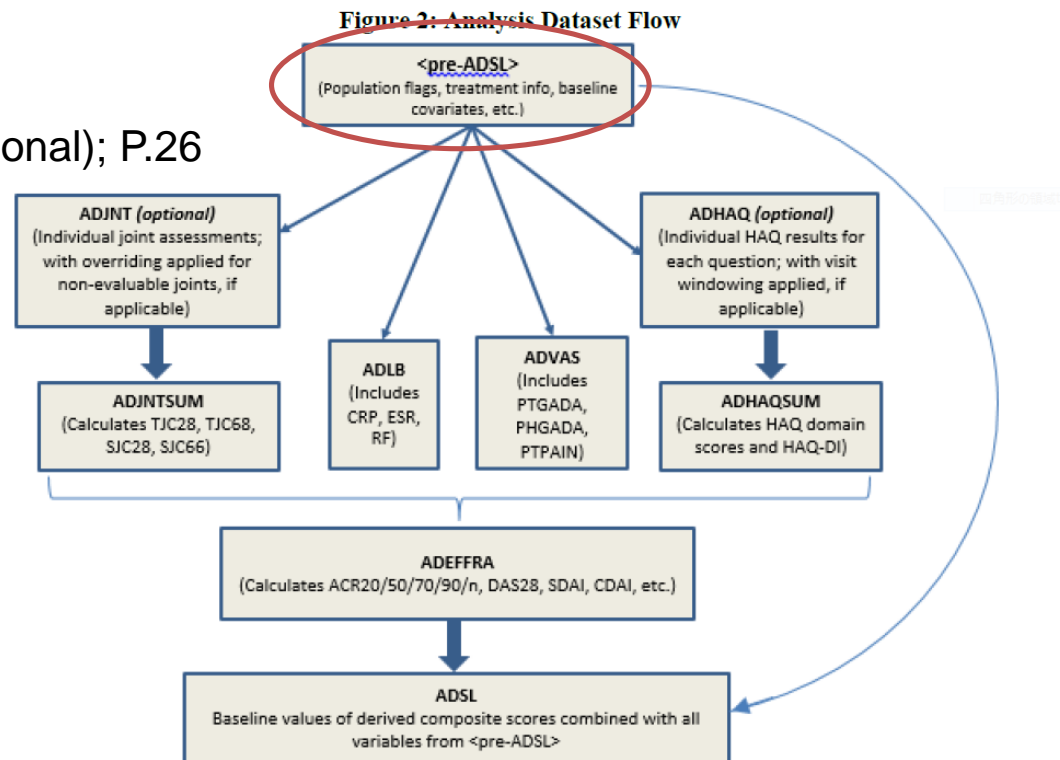 Figure 2: Analysis Dataset Flow
<pre-ADSL>
(Population flags, treatment info, baseline
covariates, etc.)
onal); P.26
ADJNT (optional)
(Individual joint assessments;
with overriding applied for
non-evaluable joints, if
applicable)
ADHAQ (optional)
(Individual HAQ results for
each question; with visit
windowing applied, if
applicable)
ADJNTSUM
(Calculates TJC28, TJC68,
SJC28, SJC66)
ADLB
(Includes
CRP, ESR,
RF)
ADVAS
(Includes
PTGADA,
PHGADA,
PTPAIN)
ADHAQSUM
(Calculates HAQ domain
scores and HAQ-DI)
ADEFFRA
(Calculates ACR20/50/70/90/n, DAS28, SDAI, CDAI, etc.)
ADSL
Baseline values of derived composite scores combined with all
variables from <pre-ADSL>